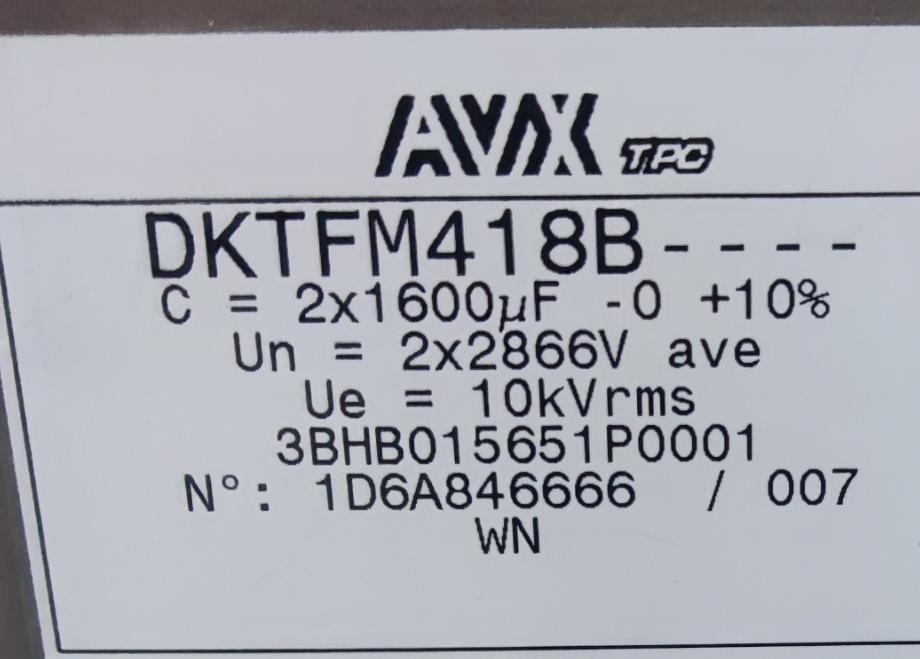 AVX TPC
DKTFM418B----
C = 2x1600µF -0 +10%
Un = 2x2866V ave
Ue = 10kVrms
3BHB015651P0001
N°: 1D6A846666 / 007
WN